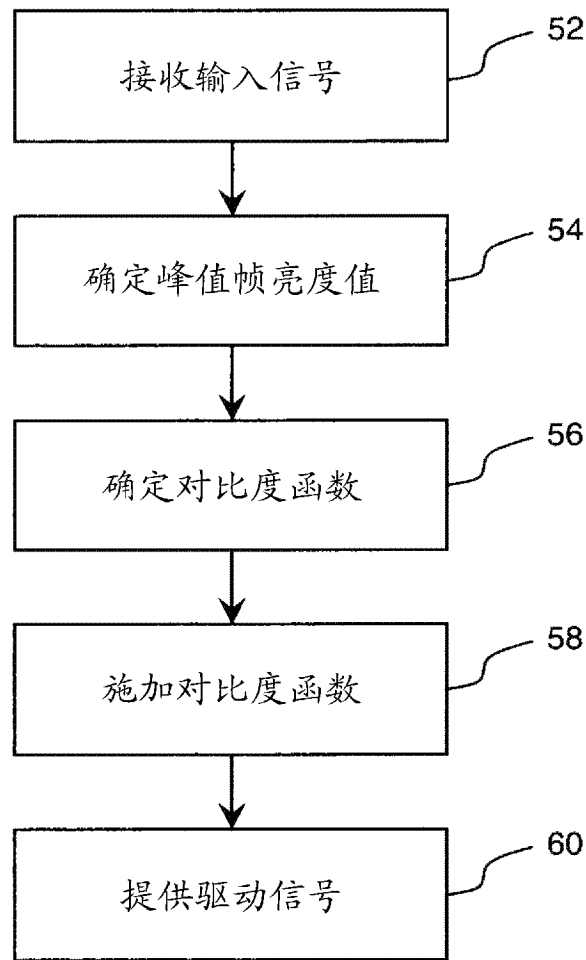 接收输入信号
52
确定峰值帧亮度值
54
确定对比度函数
56
施加对比度函数
58
提供驱动信号
60